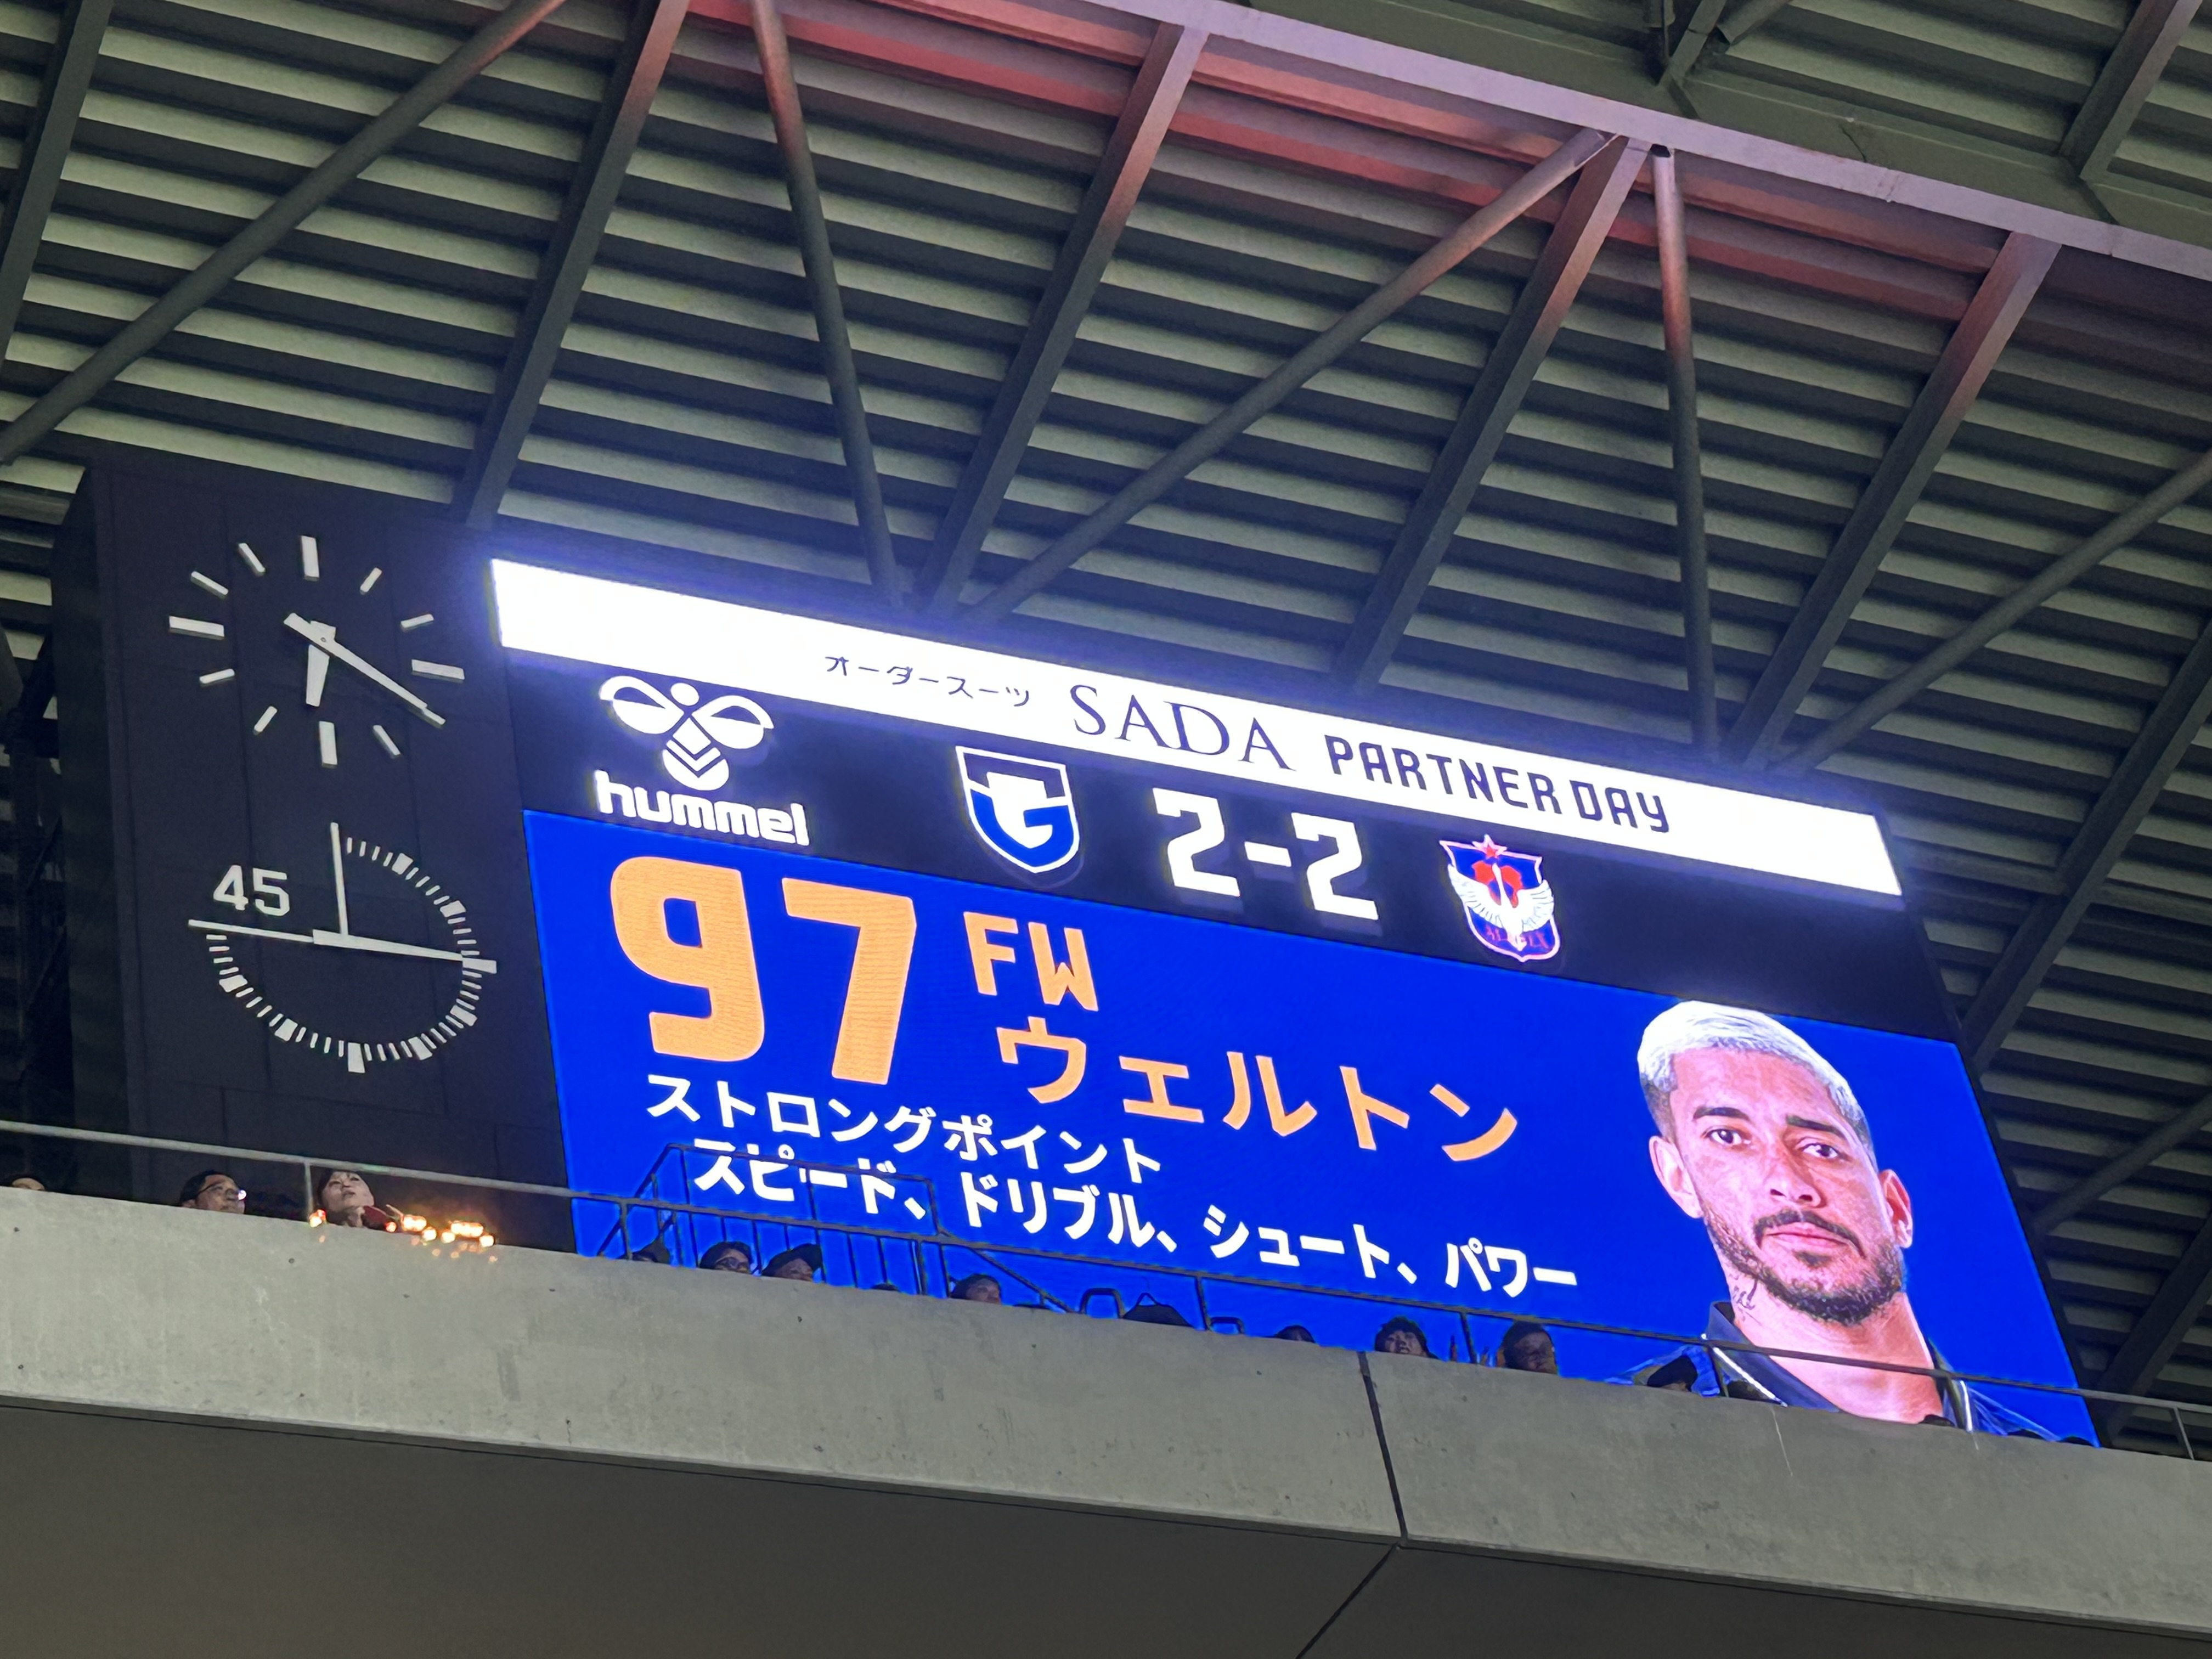 オーダースーツ SADA PARTNER DAY
hummel
2-2
45
97 FW
ウェルトン
ストロングポイント
スピード、ドリブル、シュート、パワー